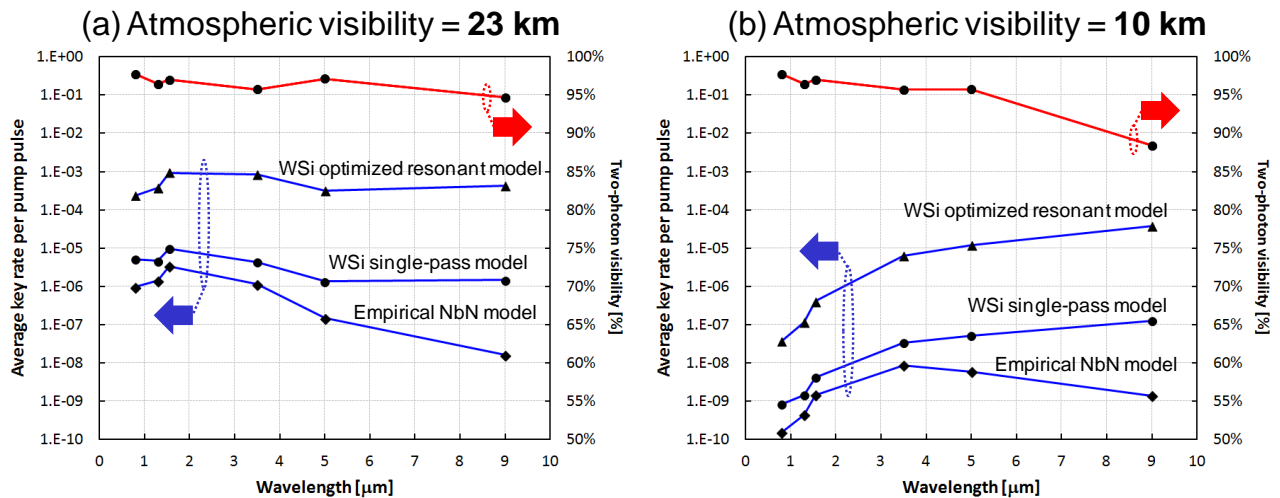 (a) Atmospheric visibility = 23 km
1.E+00
1.E-01
1.E-02
1.E-03
1.E-04
1.E-05
1.E-06
1.E-07
1.E-08
1.E-09
1.E-10
Average key rate per pump pulse
100%
95%
90%
85%
80%
75%
70%
65%
60%
55%
50%
Two-photon visibility
[%]
WSi optimized resonant model
WSi single-pass model
Empirical NbN model
0 1 2 3 4 5 6 7 8 9 10
Wavelength [μm]
(b) Atmospheric visibility = 10 km
1.E+00
1.E-01
1.E-02
1.E-03
1.E-04
1.E-05
1.E-06
1.E-07
1.E-08
1.E-09
1.E-10
Average key rate per pump pulse
100%
95%
90%
85%
80%
75%
70%
65%
60%
55%
50%
Two-photon visibility
[%]
WSi optimized resonant model
WSi single-pass model
Empirical NbN model
0 1 2 3 4 5 6 7 8 9 10
Wavelength [μm]